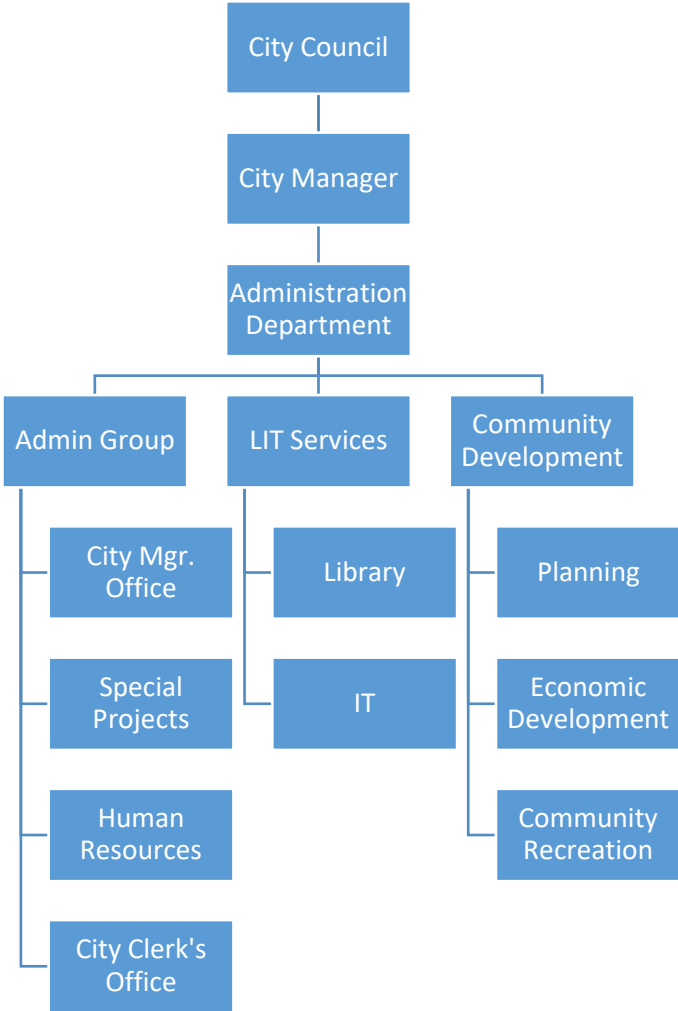 City Council
City Manager
Administration
Department
Admin Group
LIT Services
Community
Development
City Mgr.
Office
Library
Planning
Special
Projects
IT
Economic
Development
Human
Resources
Community
Recreation
City Clerk's
Office